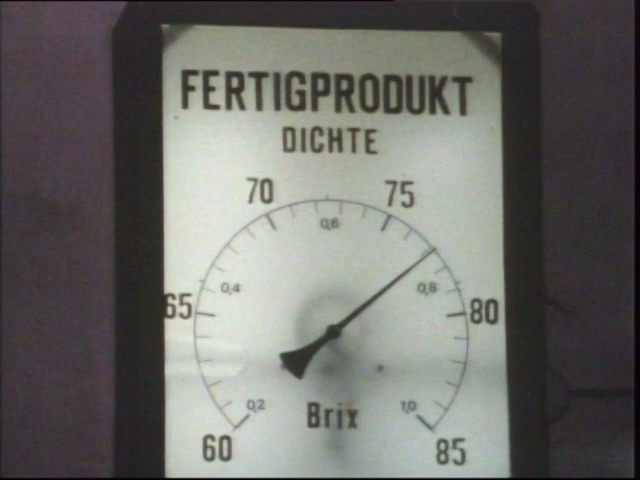 FERTIGPRODUKT
DICHTE
70 75
0,6
65 0,4 0,8 80
0,2 Brix 1,0
60 85